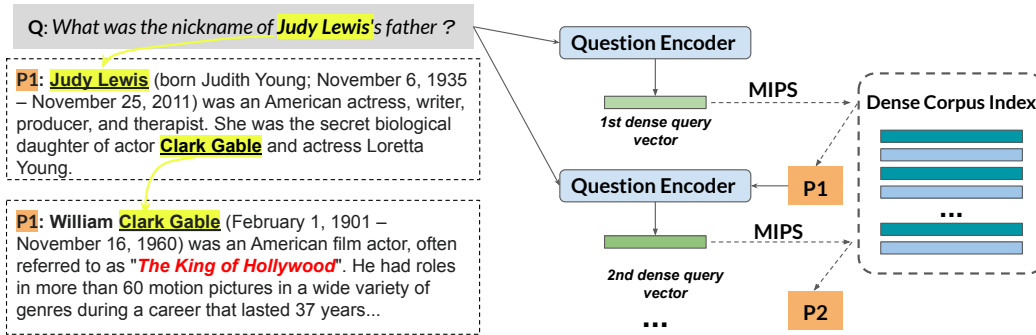 Q: What was the nickname of Judy Lewis's father ?
P1: Judy Lewis (born Judith Young; November 6, 1935
– November 25, 2011) was an American actress, writer,
producer, and therapist. She was the secret biological
daughter of actor Clark Gable and actress Loretta
Young.
P1: William Clark Gable (February 1, 1901 –
November 16, 1960) was an American film actor, often
referred to as "The King of Hollywood". He had roles
in more than 60 motion pictures in a wide variety of
genres during a career that lasted 37 years...
Question Encoder
MIPS
1st dense query
vector
Dense Corpus Index
...
Question Encoder
P1
MIPS
2nd dense query
vector
...
P2